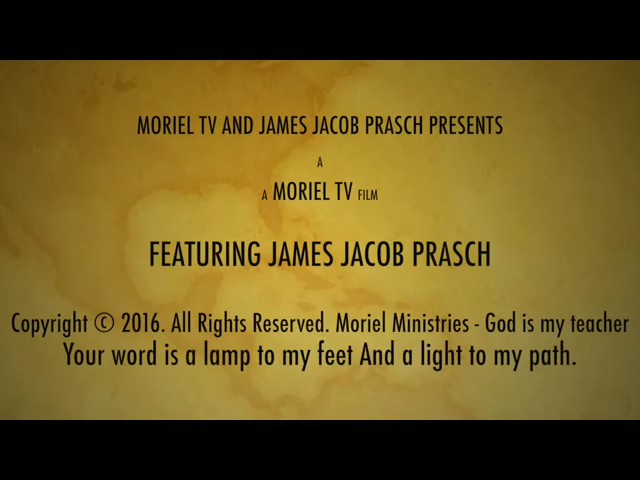 MORIEL TV AND JAMES JACOB PRASCH PRESENTS
A
A MORIEL TV FILM
FEATURING JAMES JACOB PRASCH
Copyright © 2016. All Rights Reserved. Moriel Ministries - God is my teacher
Your word is a lamp to my feet And a light to my path.